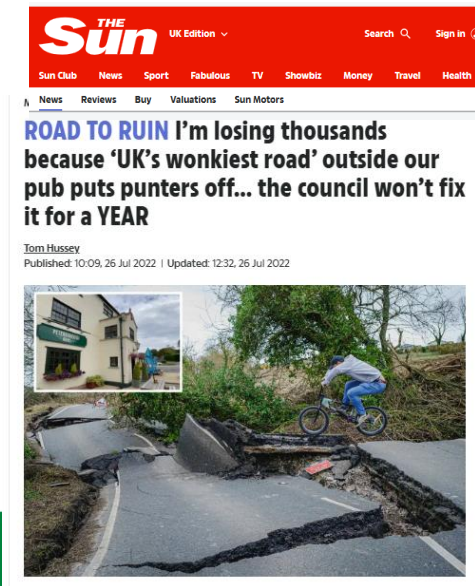 THE
Sun
UK Edition
Search
Sign in
Sun Club News Sport Fabulous TV Showbiz Money Travel Health
News Reviews Buy Valuations Sun Motors
ROAD TO RUIN I'm losing thousands
because ‘UK's wonkiest road’ outside our
pub puts punters off... the council won't fix
it for a YEAR
Tom Hussey
Published: 10:09, 26 Jul 2022 | Updated: 12:32, 26 Jul 2022